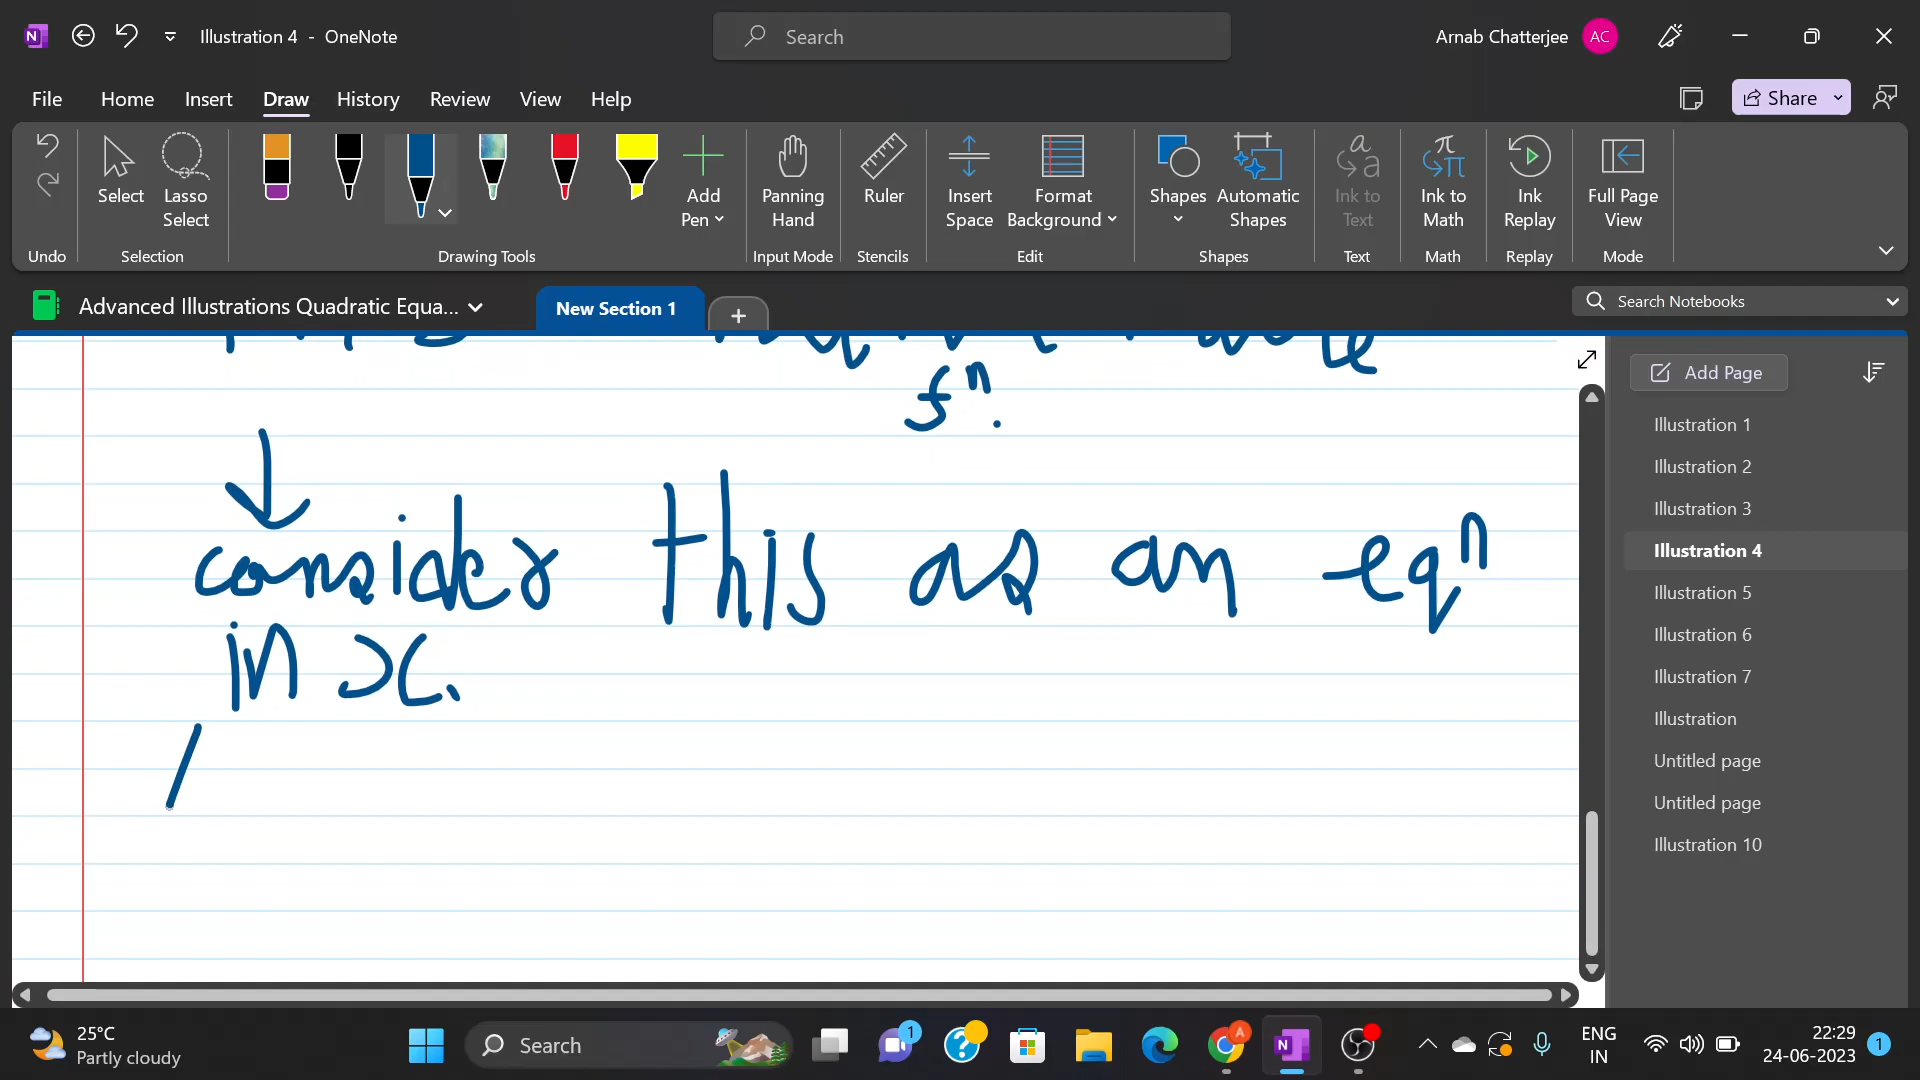 Illustration 4 - OneNote
Search
Arnab Chatterjee
AC
File Home Insert Draw History Review View Help
Share
Select
Lasso Select
Add Pen
Panning Hand
Ruler
Insert Space
Format Background
Shapes
Automatic Shapes
Ink to Text
Ink to Math
Ink Replay
Full Page View
Undo Selection Drawing Tools Input Mode Stencils Edit Shapes Text Math Replay Mode
Advanced Illustrations Quadratic Equa...
New Section 1
Search Notebooks
fⁿ.
consider this as an eqⁿ
in x.
Add Page
Illustration 1
Illustration 2
Illustration 3
Illustration 4
Illustration 5
Illustration 6
Illustration 7
Illustration
Untitled page
Untitled page
Illustration 10
25°C
Partly cloudy
Search
1
A
ENG
IN
22:29
24-06-2023
1